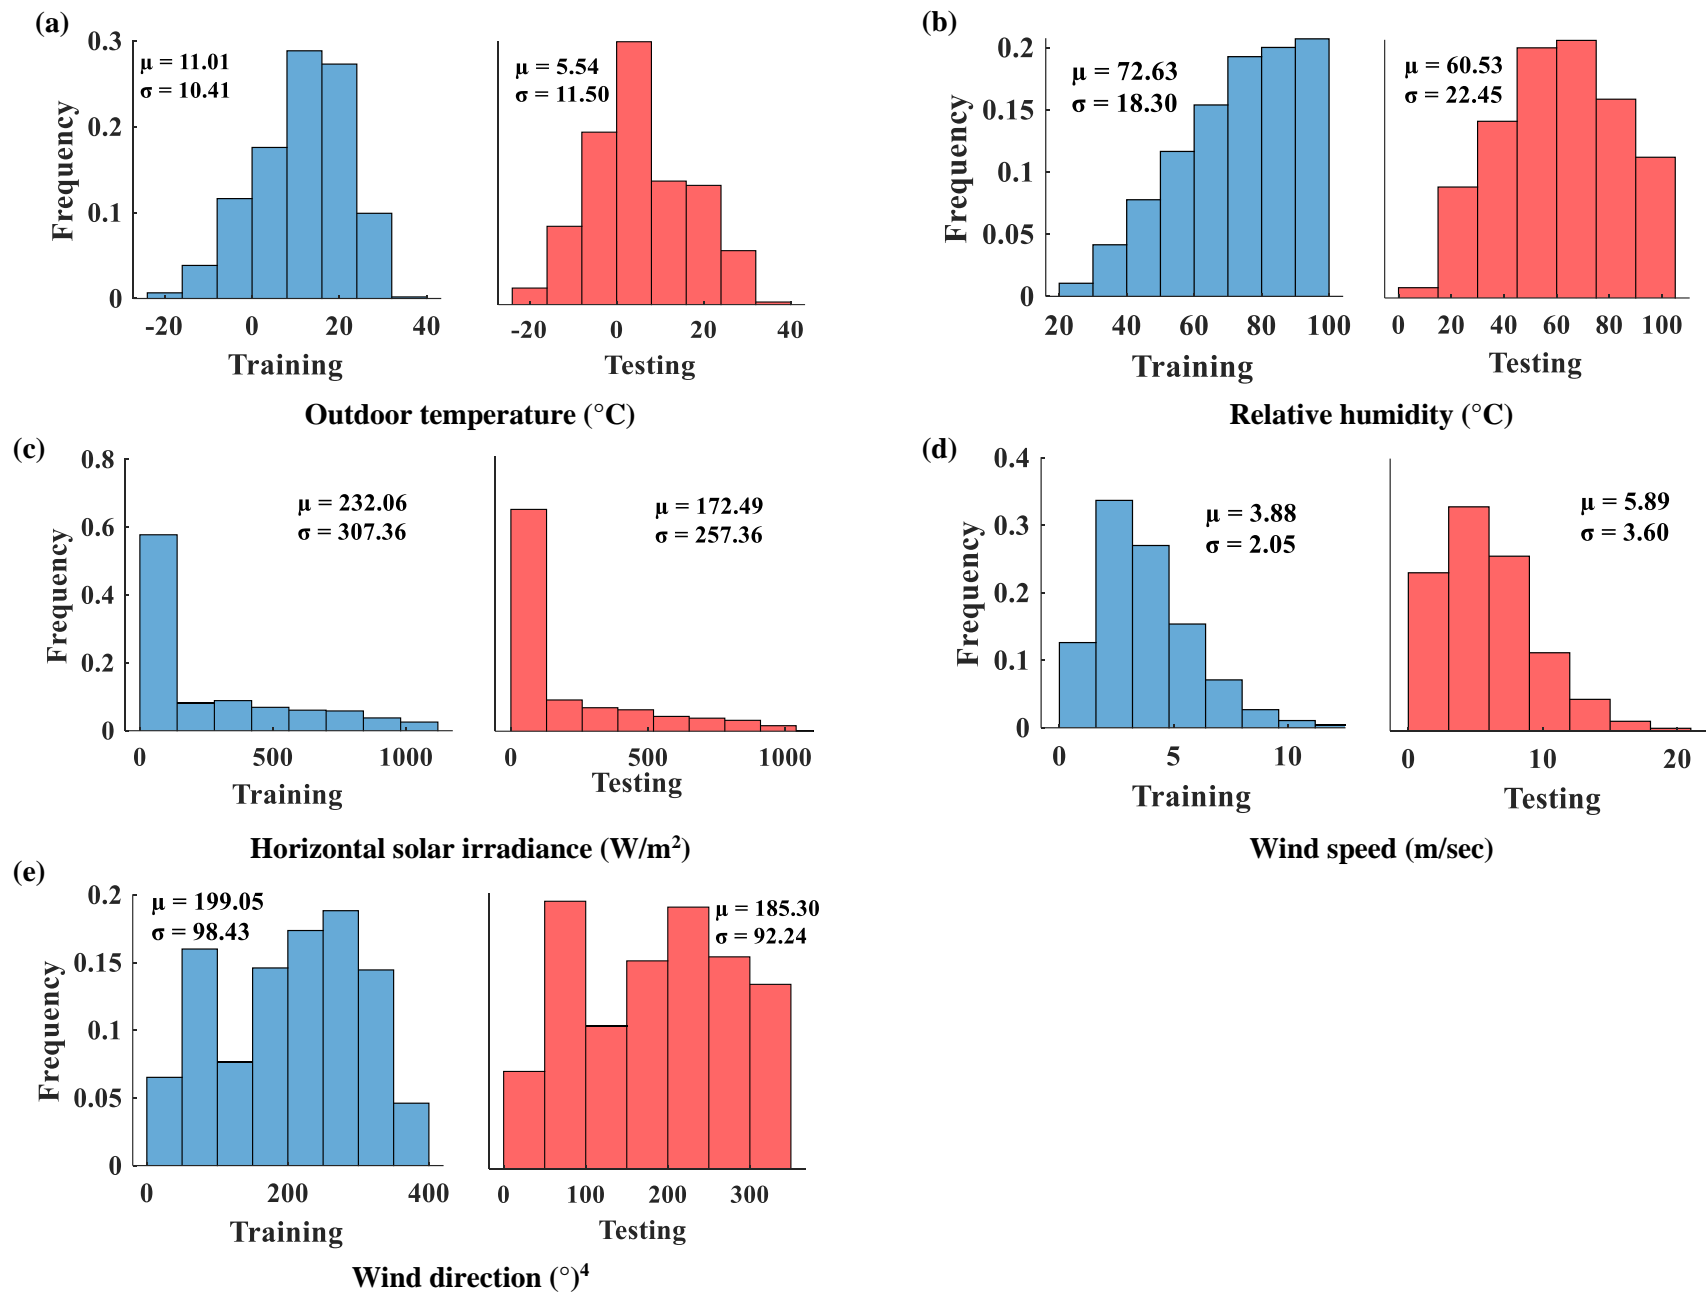 (a)
0.3
0.2
0.1
0
Frequency
μ = 11.01
σ = 10.41
-20 0 20 40
Training
μ = 5.54
σ = 11.50
-20 0 20 40
Testing
Outdoor temperature (°C)
(b)
0.2
0.15
0.1
0.05
0
Frequency
μ = 72.63
σ = 18.30
20 40 60 80 100
Training
μ = 60.53
σ = 22.45
0 20 40 60 80 100
Testing
Relative humidity (°C)
(c)
0.8
0.6
0.4
0.2
0
Frequency
μ = 232.06
σ = 307.36
0 500 1000
Training
μ = 172.49
σ = 257.36
0 500 1000
Testing
Horizontal solar irradiance (W/m²)
(d)
0.4
0.3
0.2
0.1
0
Frequency
μ = 3.88
σ = 2.05
0 5 10
Training
μ = 5.89
σ = 3.60
0 10 20
Testing
Wind speed (m/sec)
(e)
0.2
0.15
0.1
0.05
0
Frequency
μ = 199.05
σ = 98.43
0 200 400
Training
μ = 185.30
σ = 92.24
0 100 200 300
Testing
Wind direction (°)⁴